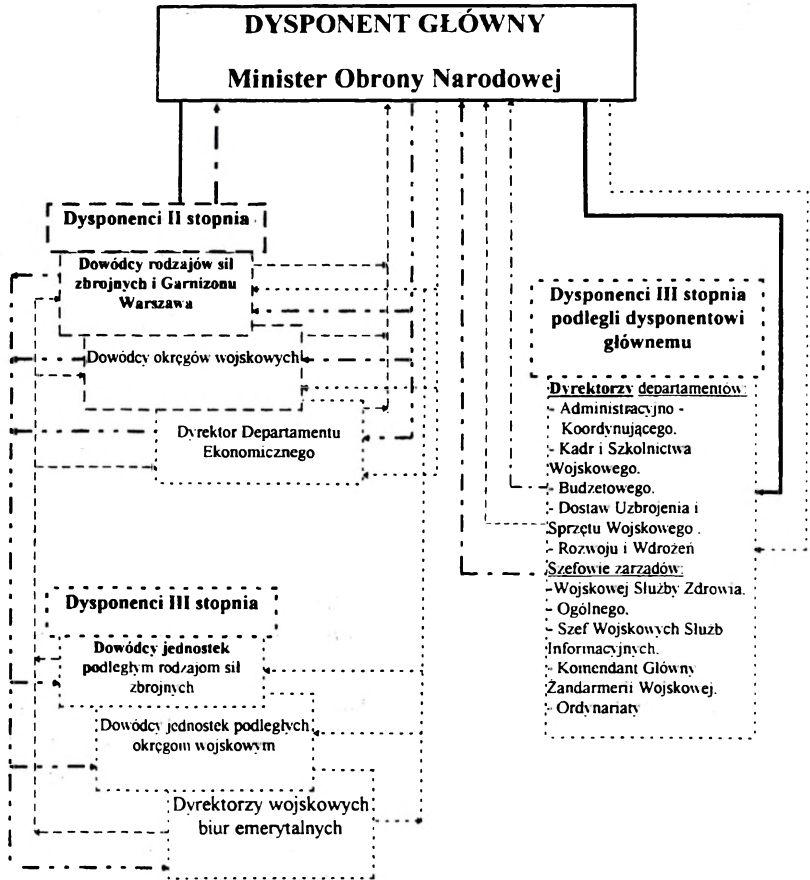 DYSPONENT GŁÓWNY
Minister Obrony Narodowej
Dysponenci II stopnia
Dowódcy rodzajów sił
zbrojnych i Garnizonu
Warszawa
Dowódcy okręgów wojskowych
Dyrektor Departamentu
Ekonomicznego
Dysponenci III stopnia
Dowódcy jednostek
podległym rodzajom sił
zbrojnych
Dowódcy jednostek podległych
okręgom wojskowym
Dyrektorzy wojskowych
biur emerytalnych
Dysponenci III stopnia
podlegli dysponentowi
głównemu
Dyrektorzy departamentów:
- Administracyjno -
Koordynującego.
- Kadr i Szkolnictwa
Wojskowego.
- Budzetowego.
- Dostaw Uzbrojenia i
Sprzętu Wojskowego .
- Rozwoju i Wdrożeń
Szefowie zarządów:
-Wojskowej Służby Zdrowia.
- Ogólnego.
- Szef Wojskowych Służb
Informacyjnych.
- Komendant Główny
Żandarmerii Wojskowej.
- Ordynariaty